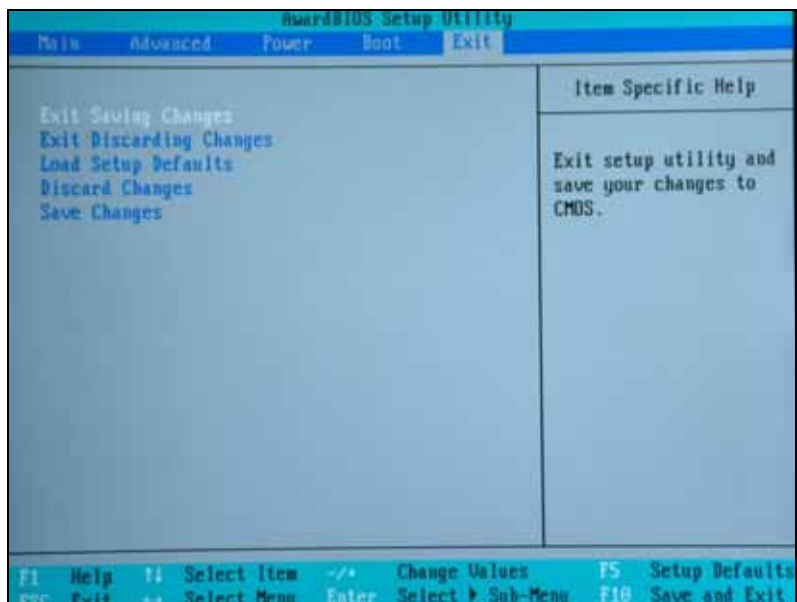 AwardBIOS Setup Utility
Main Advanced Power Boot Exit
Item Specific Help
Exit Saving Changes
Exit Discarding Changes
Load Setup Defaults
Discard Changes
Save Changes
Exit setup utility and
save your changes to
CMOS.
F1 Help ↑↓ Select Item -/+ Change Values F5 Setup Defaults
ESC Exit ←→ Select Menu Enter Select ▶ Sub-Menu F10 Save and Exit